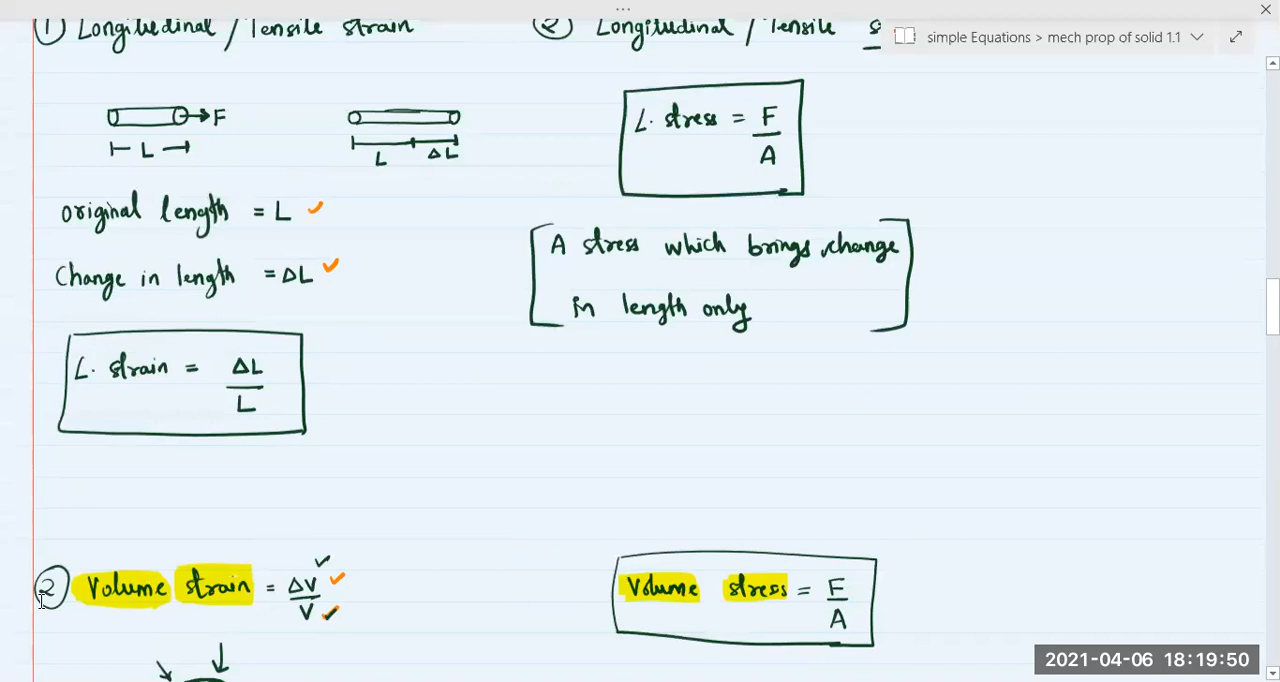 ① Longitudinal / Tensile strain
② Longitudinal / Tensile
simple Equations > mech prop of solid 1.1
F
L
L ΔL
L. stress = F/A
original length = L
Change in length = ΔL
A stress which brings change
in length only
L. strain = ΔL/L
② Volume strain = ΔV/V
Volume stress = F/A
2021-04-06 18:19:50